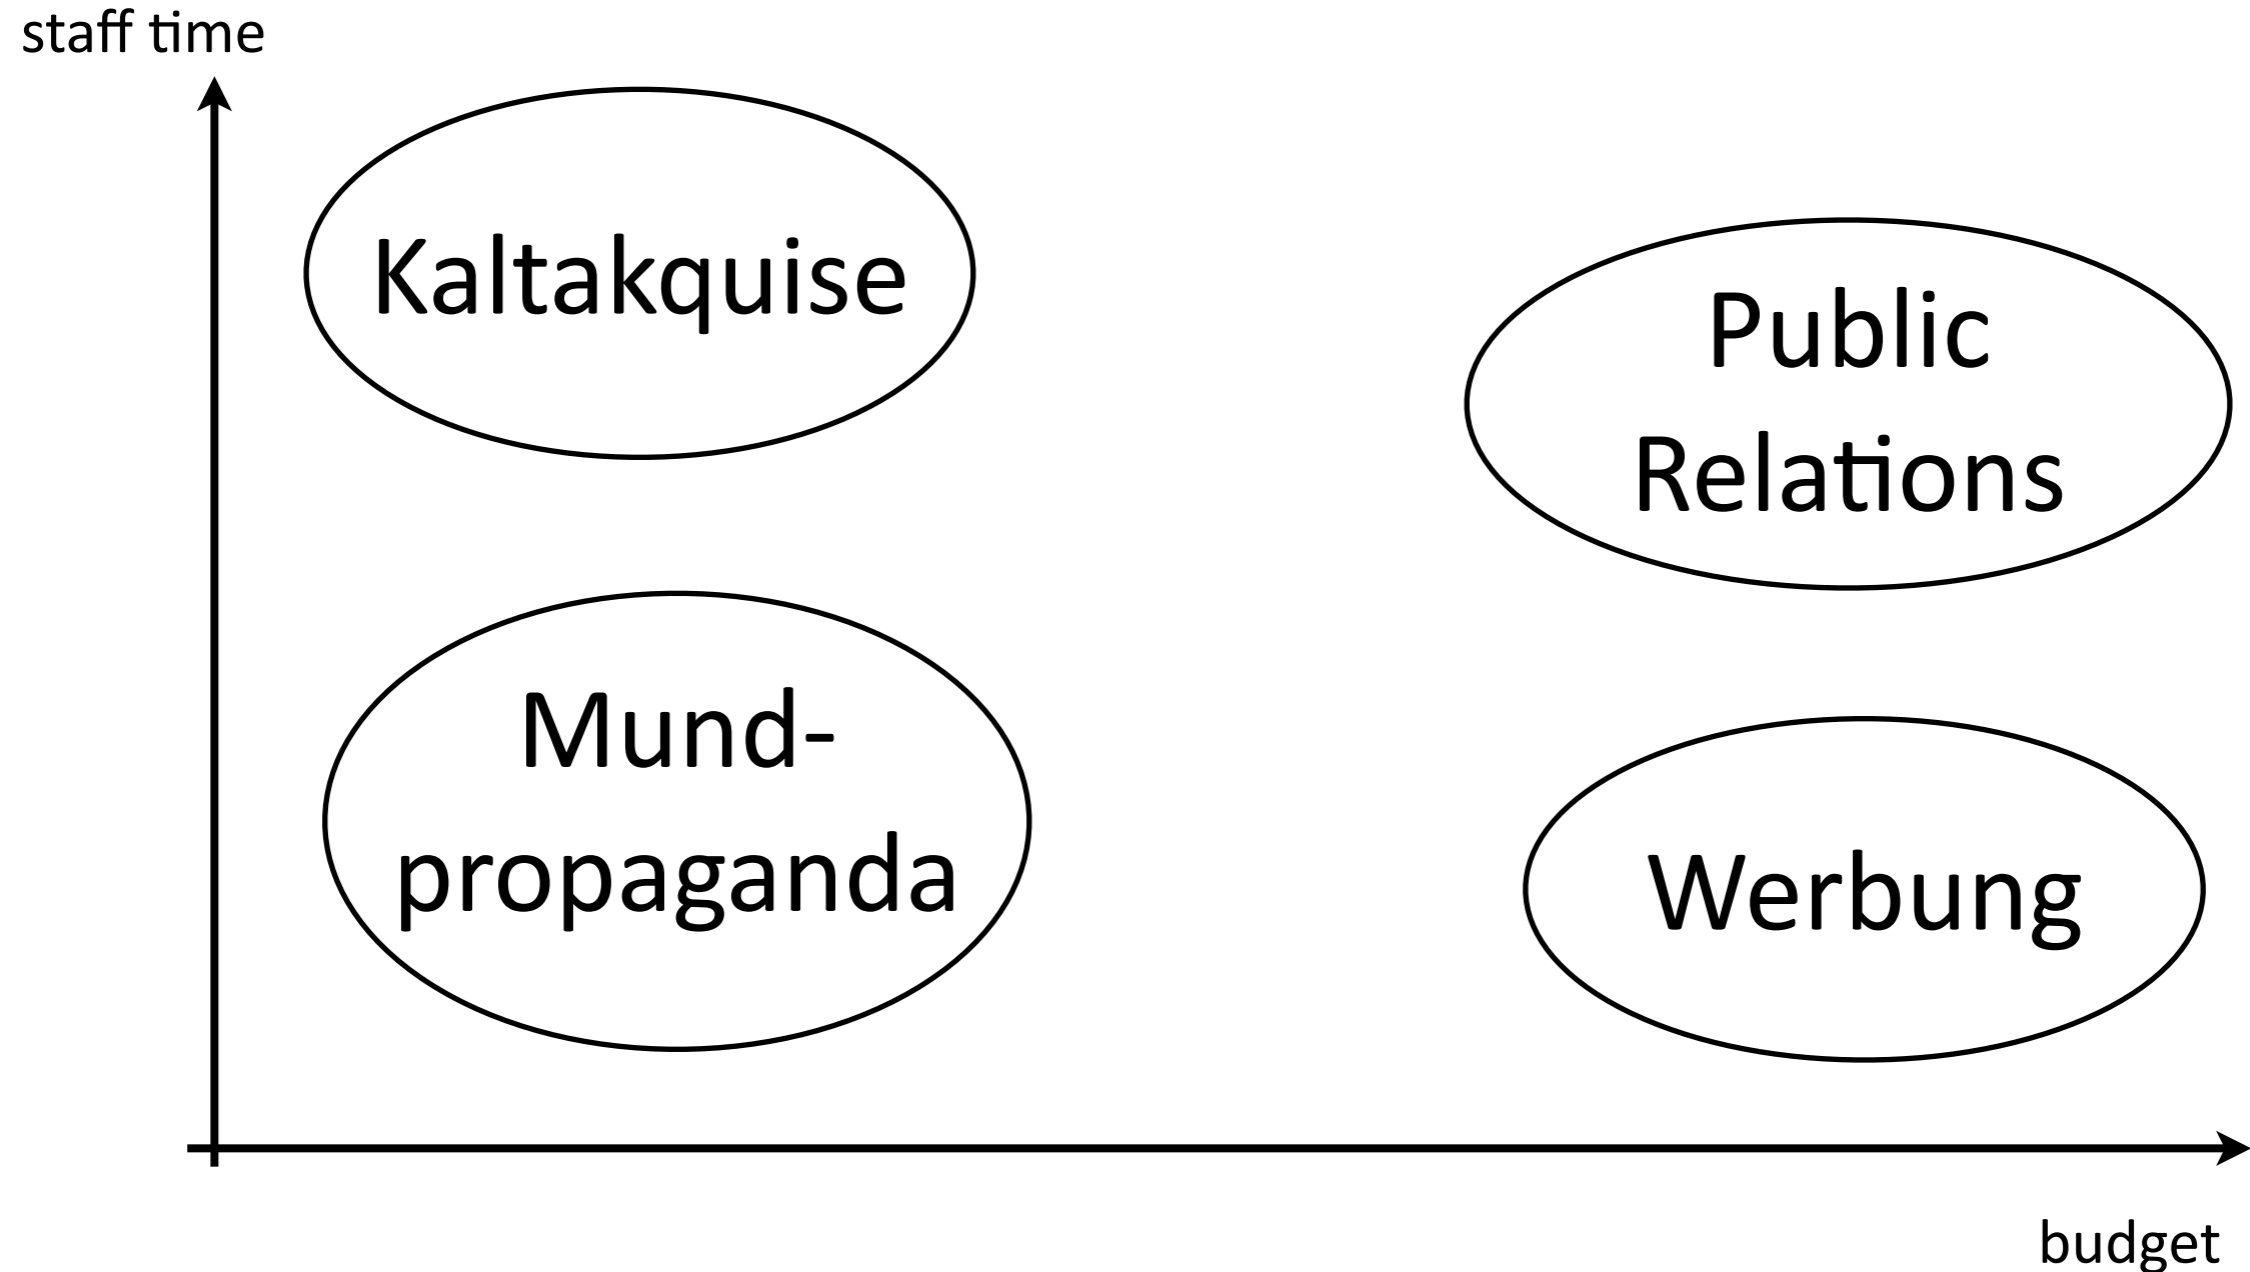 staff time
Kaltakquise
Public
Relations
Mund-
propaganda
Werbung
budget